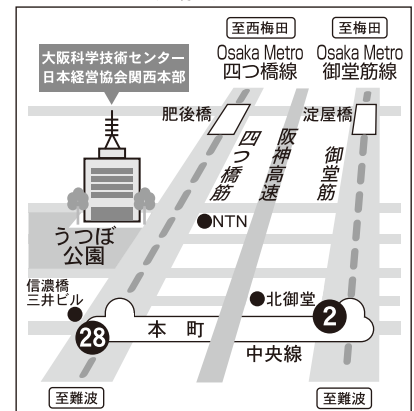 至西梅田
至梅田
Osaka Metro
四つ橋線
Osaka Metro
御堂筋線
大阪科学技術センター
日本経営協会関西本部
肥後橋
淀屋橋
四つ橋筋
阪神高速
御堂筋
NTN
うつぼ
公園
信濃橋
三井ビル
北御堂
2
28
本町
中央線
至難波
至難波